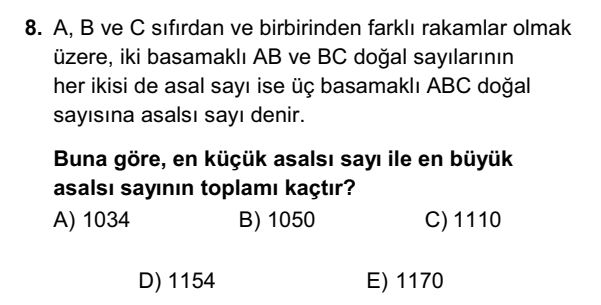 8. A, B ve C sıfırdan ve birbirinden farklı rakamlar olmak
üzere, iki basamaklı AB ve BC doğal sayılarının
her ikisi de asal sayı ise üç basamaklı ABC doğal
sayısına asalsı sayı denir.
Buna göre, en küçük asalsı sayı ile en büyük
asalsı sayının toplamı kaçtır?
A) 1034 B) 1050 C) 1110
D) 1154 E) 1170